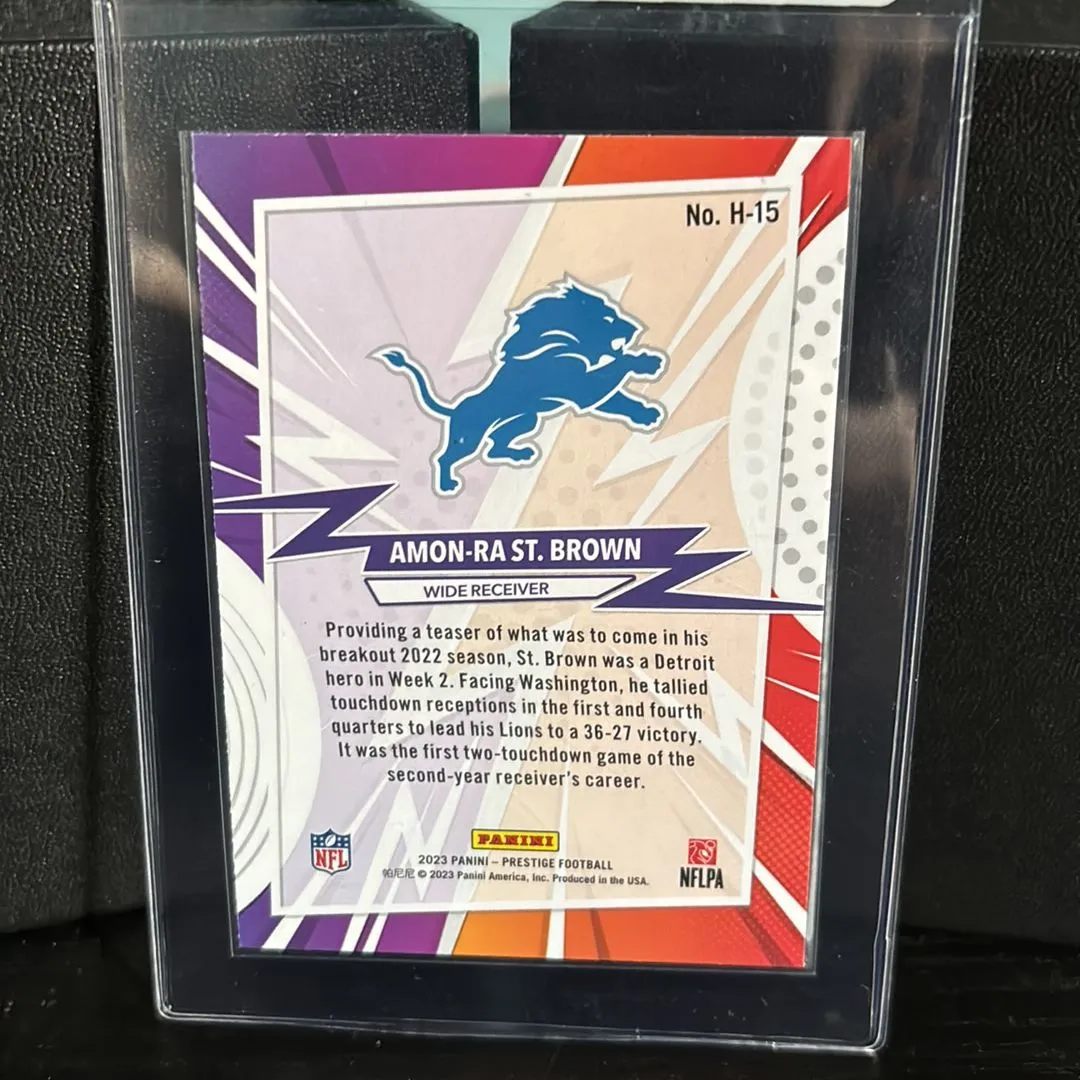 No. H-15
AMON-RA ST. BROWN
WIDE RECEIVER
Providing a teaser of what was to come in his
breakout 2022 season, St. Brown was a Detroit
hero in Week 2. Facing Washington, he tallied
touchdown receptions in the first and fourth
quarters to lead his Lions to a 36-27 victory.
It was the first two-touchdown game of the
second-year receiver's career.
NFL
PANINI
2023 PANINI – PRESTIGE FOOTBALL
帕尼尼 © 2023 Panini America, Inc. Produced in the USA.
NFLPA